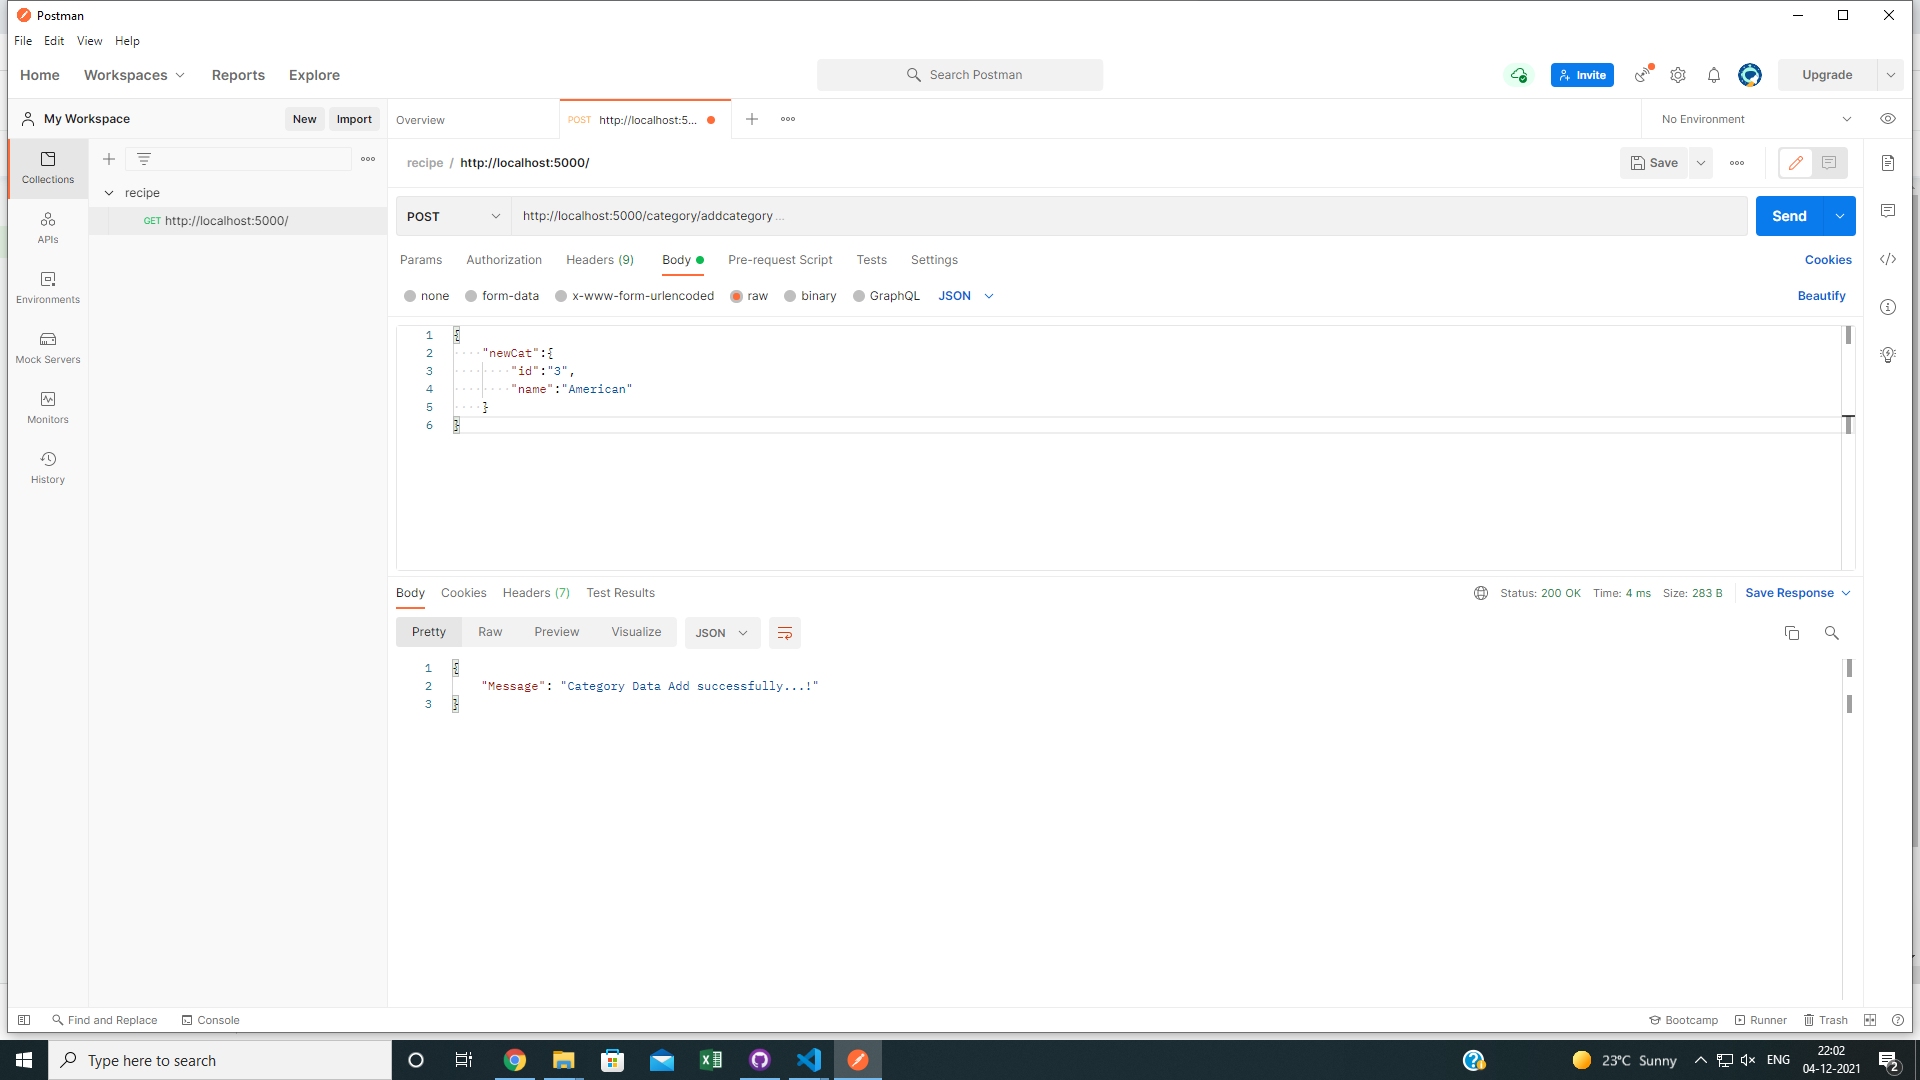 Postman
File Edit View Help
Home Workspaces Reports Explore
Search Postman
Invite
Upgrade
My Workspace
New
Import
Overview
POST http://localhost:5...
No Environment
Collections
APIs
Environments
Mock Servers
Monitors
History
recipe
GET http://localhost:5000/
recipe / http://localhost:5000/
Save
POST
http://localhost:5000/category/addcategory ...
Send
Params Authorization Headers (9) Body Pre-request Script Tests Settings
Cookies
none form-data x-www-form-urlencoded raw binary GraphQL JSON
Beautify
1 {
2 "newCat":{
3 "id":"3",
4 "name":"American"
5 }
6 }
Body Cookies Headers (7) Test Results
Status: 200 OK Time: 4 ms Size: 283 B
Save Response
Pretty Raw Preview Visualize JSON
1 {
2 "Message": "Category Data Add successfully...!"
3 }
Find and Replace
Console
Bootcamp Runner Trash
Type here to search
23°C Sunny
ENG
22:02
04-12-2021
2